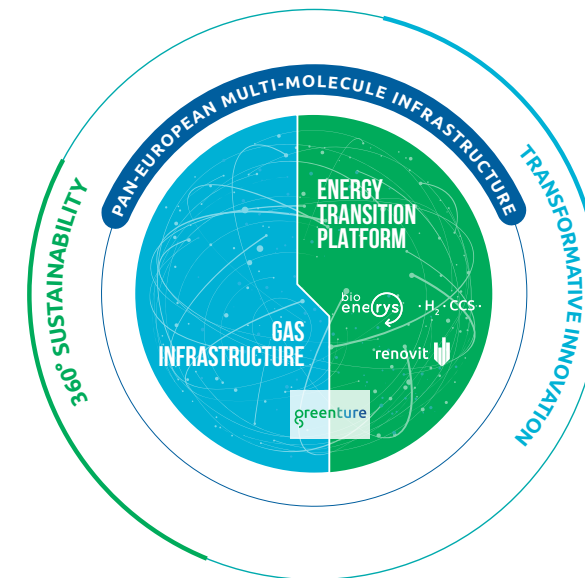 PAN-EUROPEAN MULTI-MOLECULE INFRASTRUCTURE
360° SUSTAINABILITY
TRANSFORMATIVE INNOVATION
ENERGY
TRANSITION
PLATFORM
bio
enerys
· H₂ · CCS ·
renovit
GAS
INFRASTRUCTURE
greenture